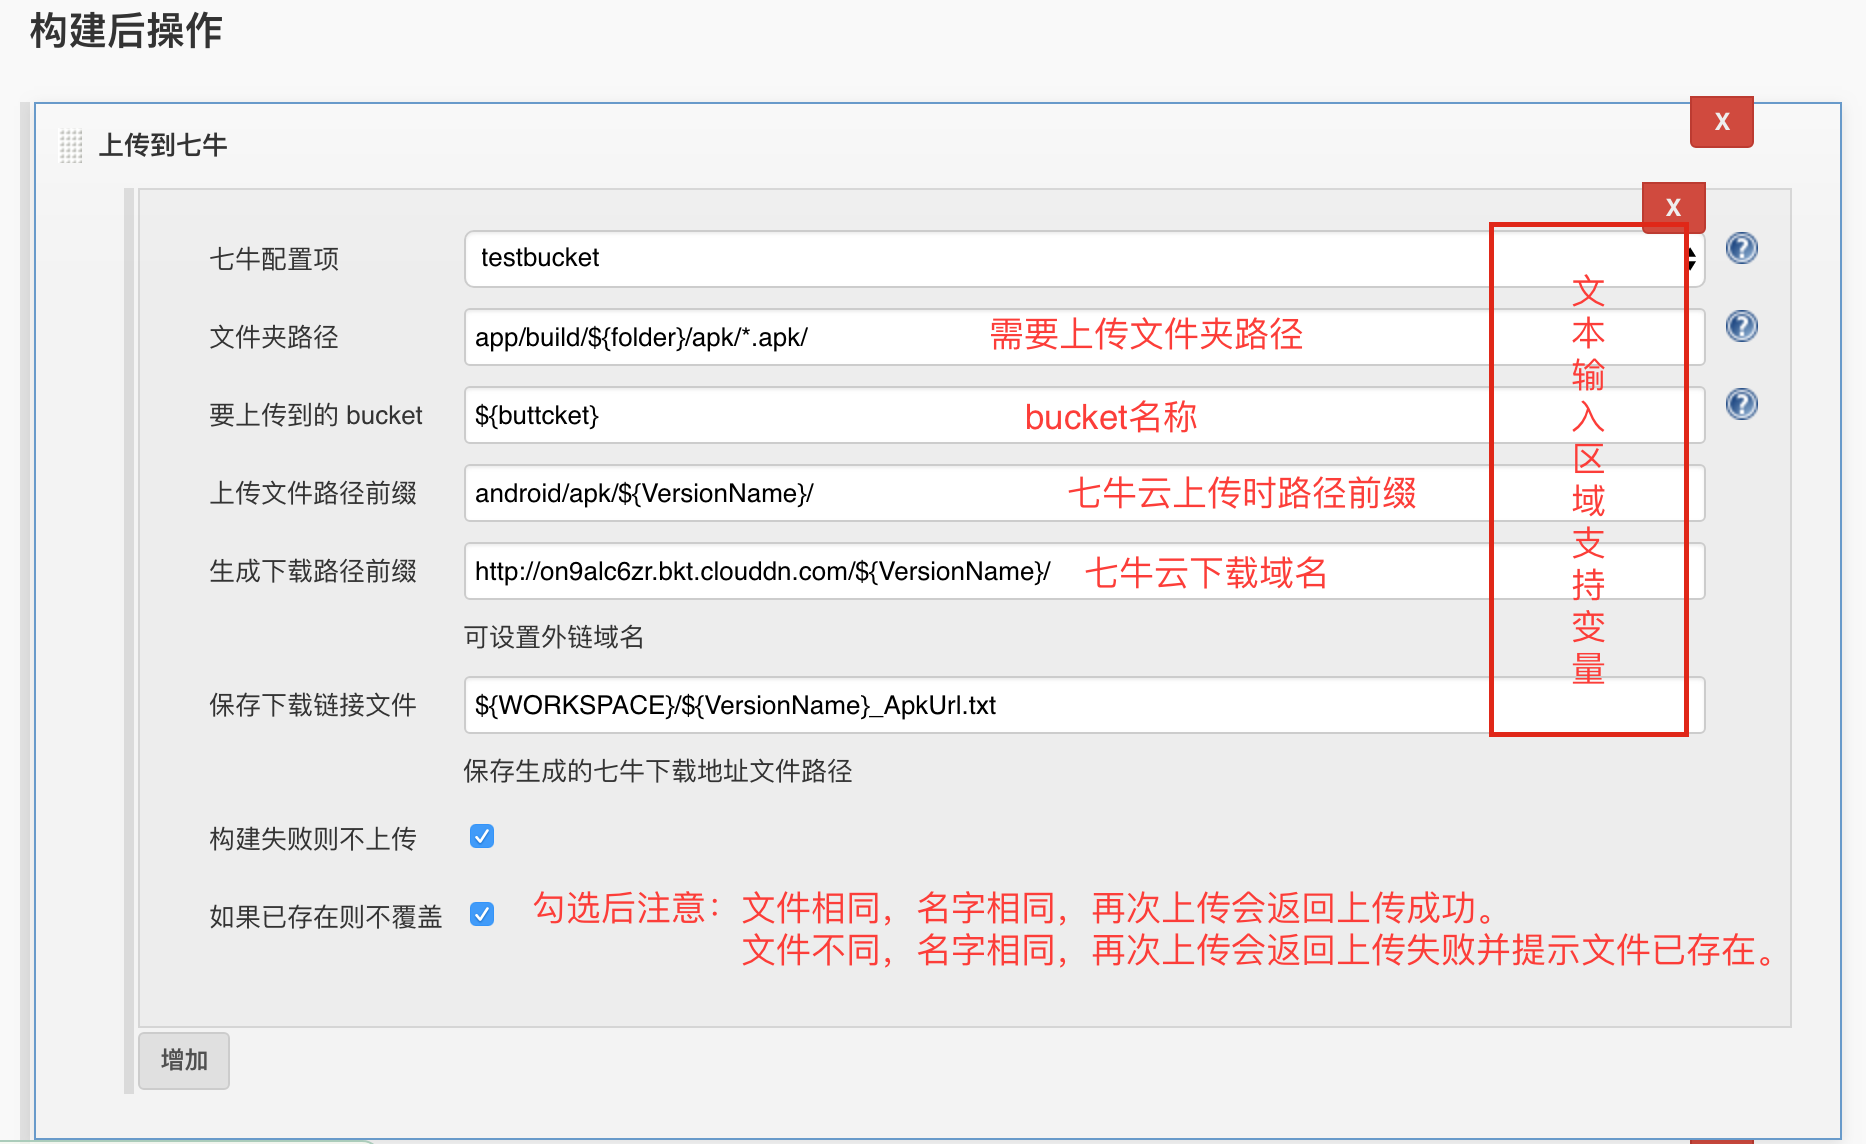 构建后操作
X
上传到七牛
X
七牛配置项 testbucket
文件夹路径 app/build/${folder}/apk/*.apk/ 需要上传文件夹路径
要上传到的 bucket ${buttcket} bucket名称
上传文件路径前缀 android/apk/${VersionName}/ 七牛云上传时路径前缀
生成下载路径前缀 http://on9alc6zr.bkt.clouddn.com/${VersionName}/ 七牛云下载域名
可设置外链域名
保存下载链接文件 ${WORKSPACE}/${VersionName}_ApkUrl.txt
保存生成的七牛下载地址文件路径
文本输入区域支持变量
构建失败则不上传
如果已存在则不覆盖 勾选后注意：文件相同，名字相同，再次上传会返回上传成功。
文件不同，名字相同，再次上传会返回上传失败并提示文件已存在。
增加